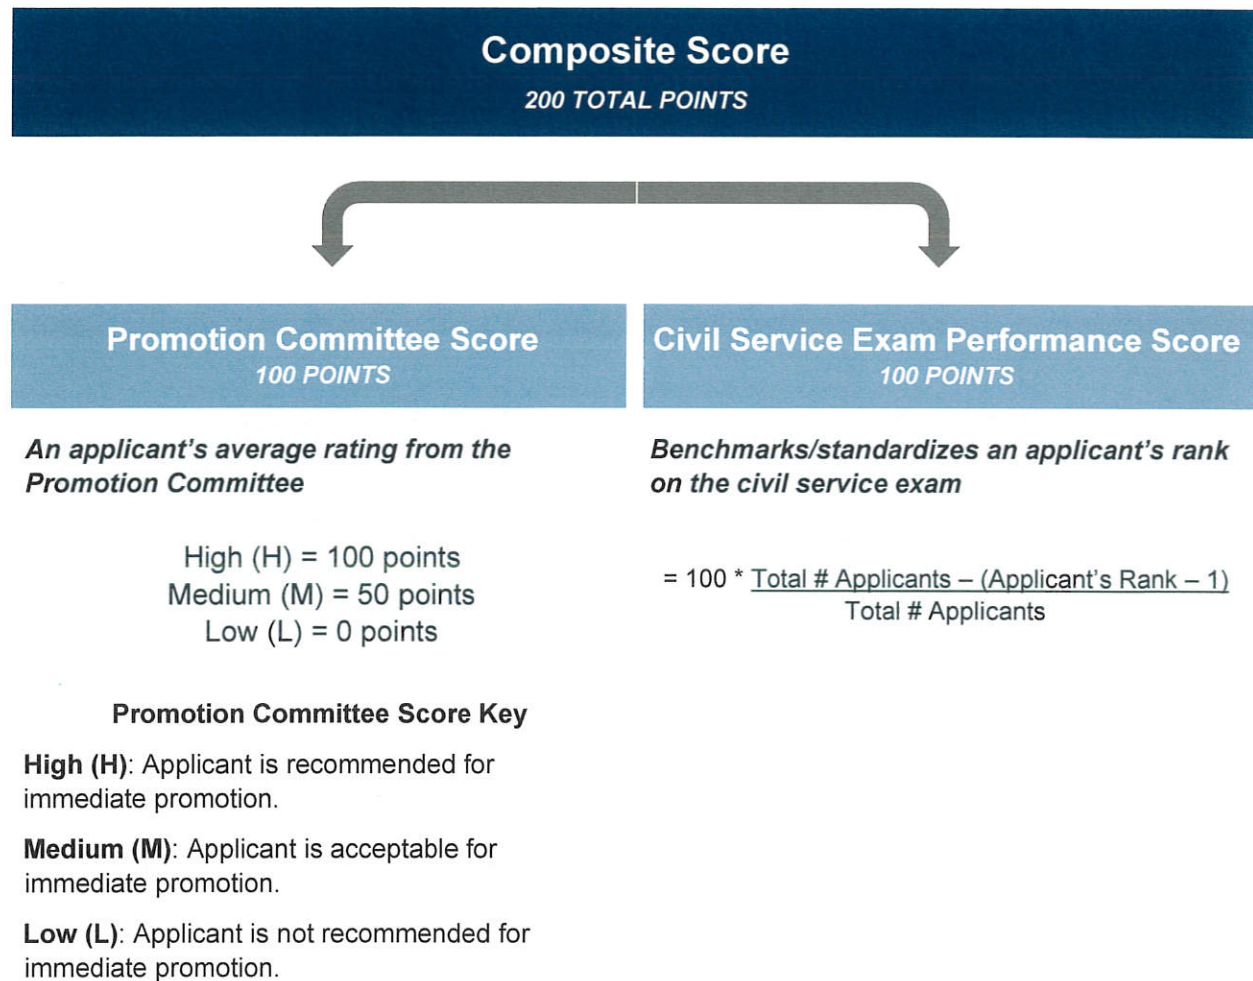 Composite Score
200 TOTAL POINTS
Promotion Committee Score
100 POINTS
An applicant's average rating from the
Promotion Committee
High (H) = 100 points
Medium (M) = 50 points
Low (L) = 0 points
Promotion Committee Score Key
High (H): Applicant is recommended for
immediate promotion.
Medium (M): Applicant is acceptable for
immediate promotion.
Low (L): Applicant is not recommended for
immediate promotion.
Civil Service Exam Performance Score
100 POINTS
Benchmarks/standardizes an applicant's rank
on the civil service exam
= 100 * Total # Applicants – (Applicant's Rank – 1)
Total # Applicants